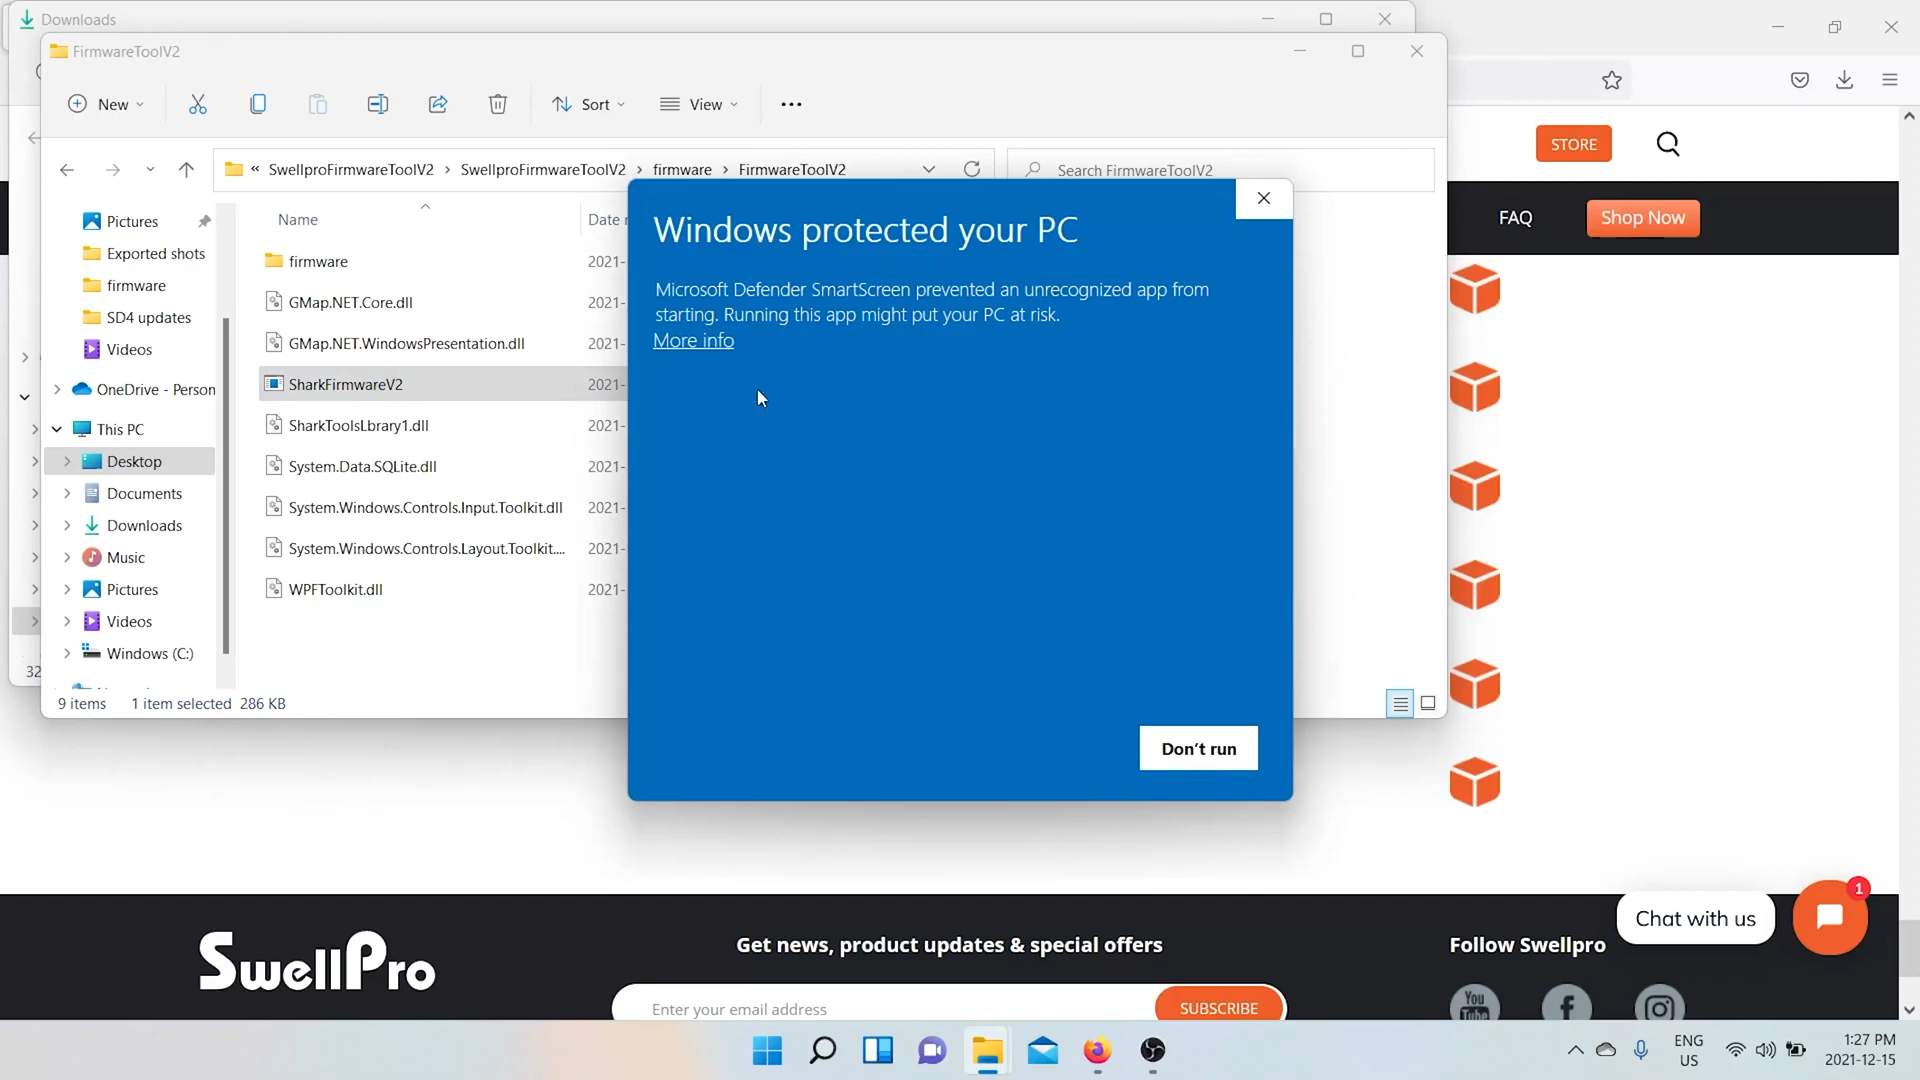 Downloads
FirmwareToolV2
New
Sort
View
« SwellproFirmwareToolV2 › SwellproFirmwareToolV2 › firmware › FirmwareToolV2
Search FirmwareToolV2
STORE
FAQ
Shop Now
Pictures
Exported shots
firmware
SD4 updates
Videos
OneDrive - Person
This PC
Desktop
Documents
Downloads
Music
Pictures
Videos
Windows (C:)
Name
Date
firmware
2021-
GMap.NET.Core.dll
2021-
GMap.NET.WindowsPresentation.dll
2021-
SharkFirmwareV2
2021-
SharkToolsLbrary1.dll
2021-
System.Data.SQLite.dll
2021-
System.Windows.Controls.Input.Toolkit.dll
2021-
System.Windows.Controls.Layout.Toolkit....
2021-
WPFToolkit.dll
2021-
32
9 items
1 item selected 286 KB
Windows protected your PC
Microsoft Defender SmartScreen prevented an unrecognized app from
starting. Running this app might put your PC at risk.
More info
Don't run
SwellPro
Get news, product updates & special offers
Enter your email address
SUBSCRIBE
Follow Swellpro
Chat with us
1
You
Tube
ENG
US
1:27 PM
2021-12-15